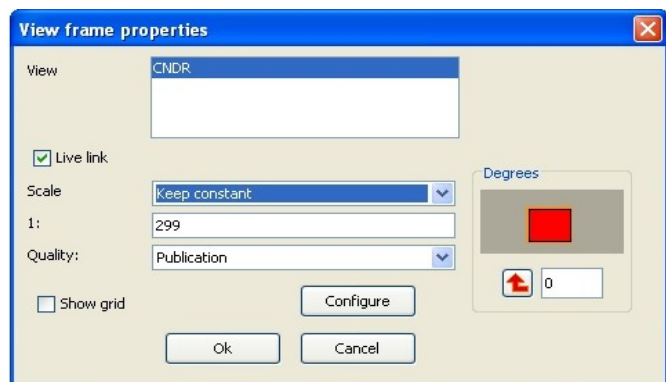 View frame properties
View
CNDR
Live link
Degrees
Scale
Keep constant
1:
299
Quality:
Publication
0
Show grid
Configure
Ok
Cancel